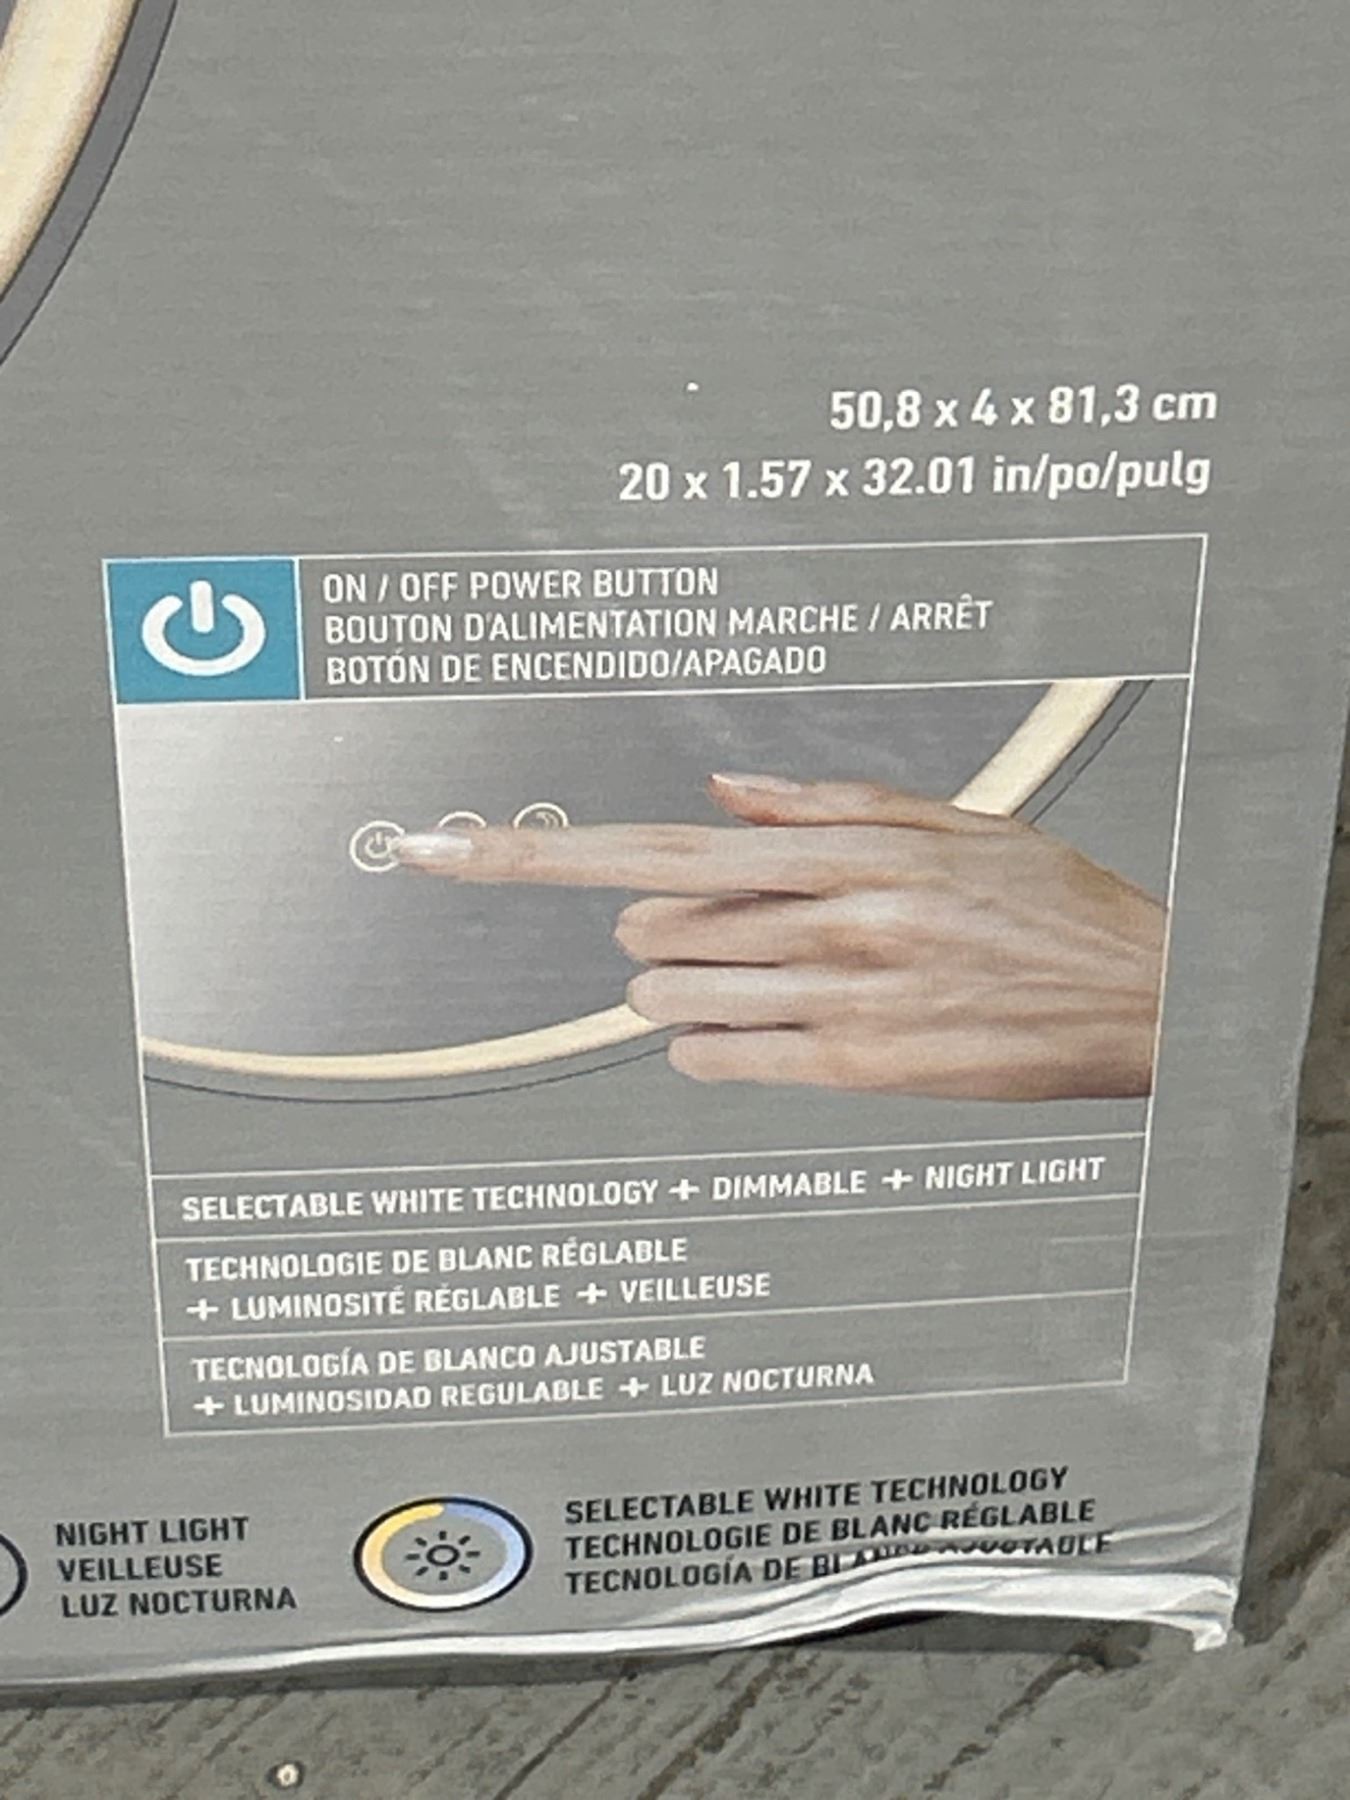 50,8 x 4 x 81,3 cm
20 x 1.57 x 32.01 in/po/pulg
ON / OFF POWER BUTTON
BOUTON D'ALIMENTATION MARCHE / ARRÊT
BOTÓN DE ENCENDIDO/APAGADO
SELECTABLE WHITE TECHNOLOGY + DIMMABLE + NIGHT LIGHT
TECHNOLOGIE DE BLANC RÉGLABLE
+ LUMINOSITÉ RÉGLABLE + VEILLEUSE
TECNOLOGÍA DE BLANCO AJUSTABLE
+ LUMINOSIDAD REGULABLE + LUZ NOCTURNA
NIGHT LIGHT
VEILLEUSE
LUZ NOCTURNA
SELECTABLE WHITE TECHNOLOGY
TECHNOLOGIE DE BLANC RÉGLABLE
TECNOLOGÍA DE BLANCO AJUSTABLE